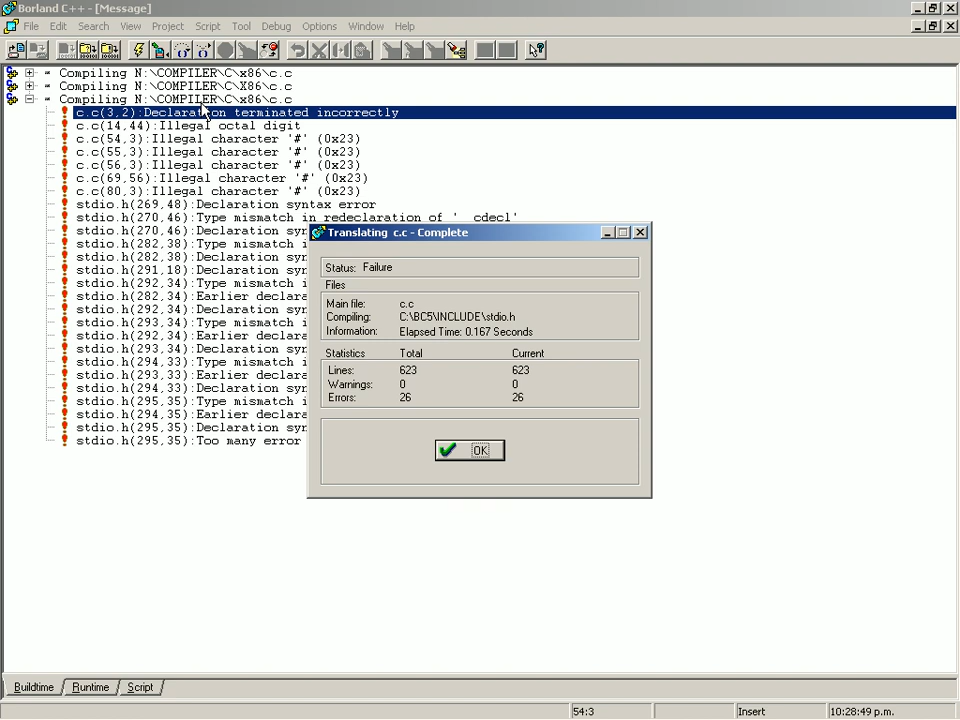 Borland C++ - [Message]
File Edit Search View Project Script Tool Debug Options Window Help
Compiling N:\COMPILER\C\x86\c.c
Compiling N:\COMPILER\C\x86\c.c
Compiling N:\COMPILER\C\x86\c.c
c.c(3,2):Declaration terminated incorrectly
c.c(14,44):Illegal octal digit
c.c(54,3):Illegal character '#' (0x23)
c.c(55,3):Illegal character '#' (0x23)
c.c(56,3):Illegal character '#' (0x23)
c.c(69,56):Illegal character '#' (0x23)
c.c(80,3):Illegal character '#' (0x23)
stdio.h(269,48):Declaration syntax error
stdio.h(270,46):Type mismatch in redeclaration of '__cdecl'
stdio.h(270,46):Declaration syn
stdio.h(282,38):Type mismatch i
stdio.h(282,38):Declaration syn
stdio.h(291,18):Declaration syn
stdio.h(292,34):Type mismatch i
stdio.h(282,34):Earlier declara
stdio.h(292,34):Declaration syn
stdio.h(293,34):Type mismatch i
stdio.h(292,34):Earlier declara
stdio.h(293,34):Declaration syn
stdio.h(294,33):Type mismatch i
stdio.h(293,33):Earlier declara
stdio.h(294,33):Declaration syn
stdio.h(295,35):Type mismatch i
stdio.h(294,35):Earlier declara
stdio.h(295,35):Declaration syn
stdio.h(295,35):Too many error
Translating c.c - Complete
Status: Failure
Files
Main file: c.c
Compiling: C:\BC5\INCLUDE\stdio.h
Information: Elapsed Time: 0.167 Seconds
Statistics Total Current
Lines: 623 623
Warnings: 0 0
Errors: 26 26
OK
Buildtime Runtime Script
54:3 Insert 10:28:49 p.m.